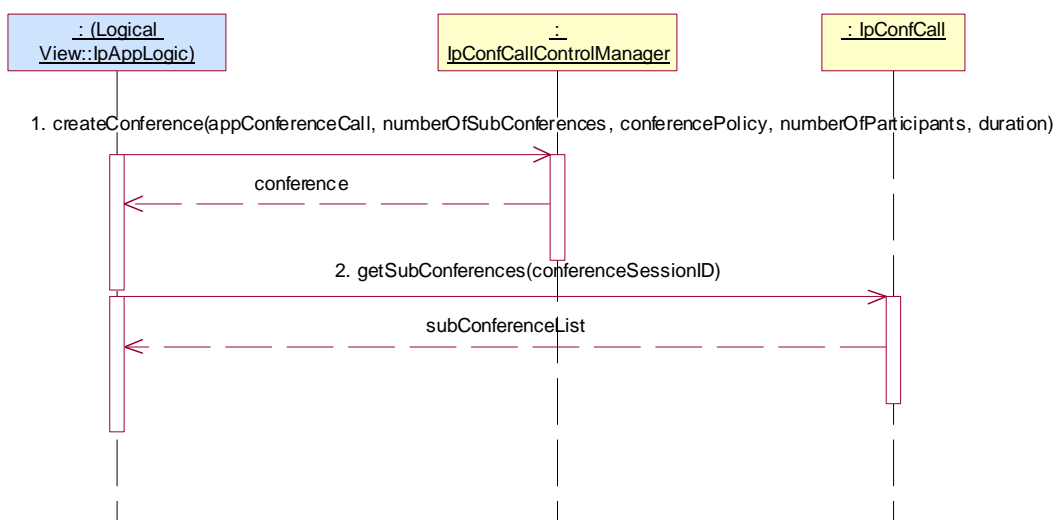 : (Logical
View::IpAppLogic)
:
IpConfCallControlManager
: IpConfCall
1. createConference(appConferenceCall, numberOfSubConferences, conferencePolicy, numberOfParticipants, duration)
conference
2. getSubConferences(conferenceSessionID)
subConferenceList